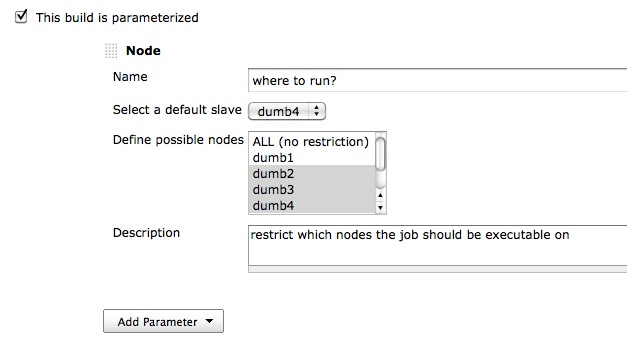 This build is parameterized
Node
Name where to run?
Select a default slave dumb4
Define possible nodes ALL (no restriction)
dumb1
dumb2
dumb3
dumb4
Description restrict which nodes the job should be executable on
Add Parameter